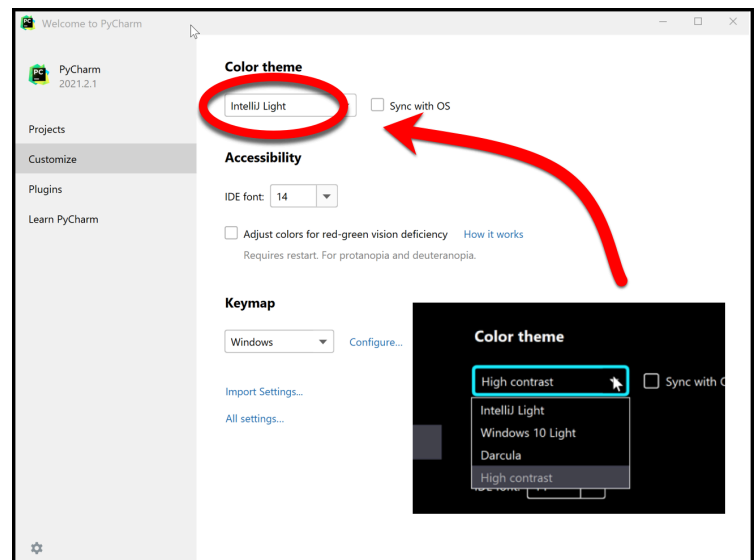 Welcome to PyCharm
PyCharm
2021.2.1
Projects
Customize
Plugins
Learn PyCharm
Color theme
IntelliJ Light
Sync with OS
Accessibility
IDE font: 14
Adjust colors for red-green vision deficiency How it works
Requires restart. For protanopia and deuteranopia.
Keymap
Windows Configure...
Import Settings...
All settings...
Color theme
High contrast Sync with
IntelliJ Light
Windows 10 Light
Darcula
High contrast